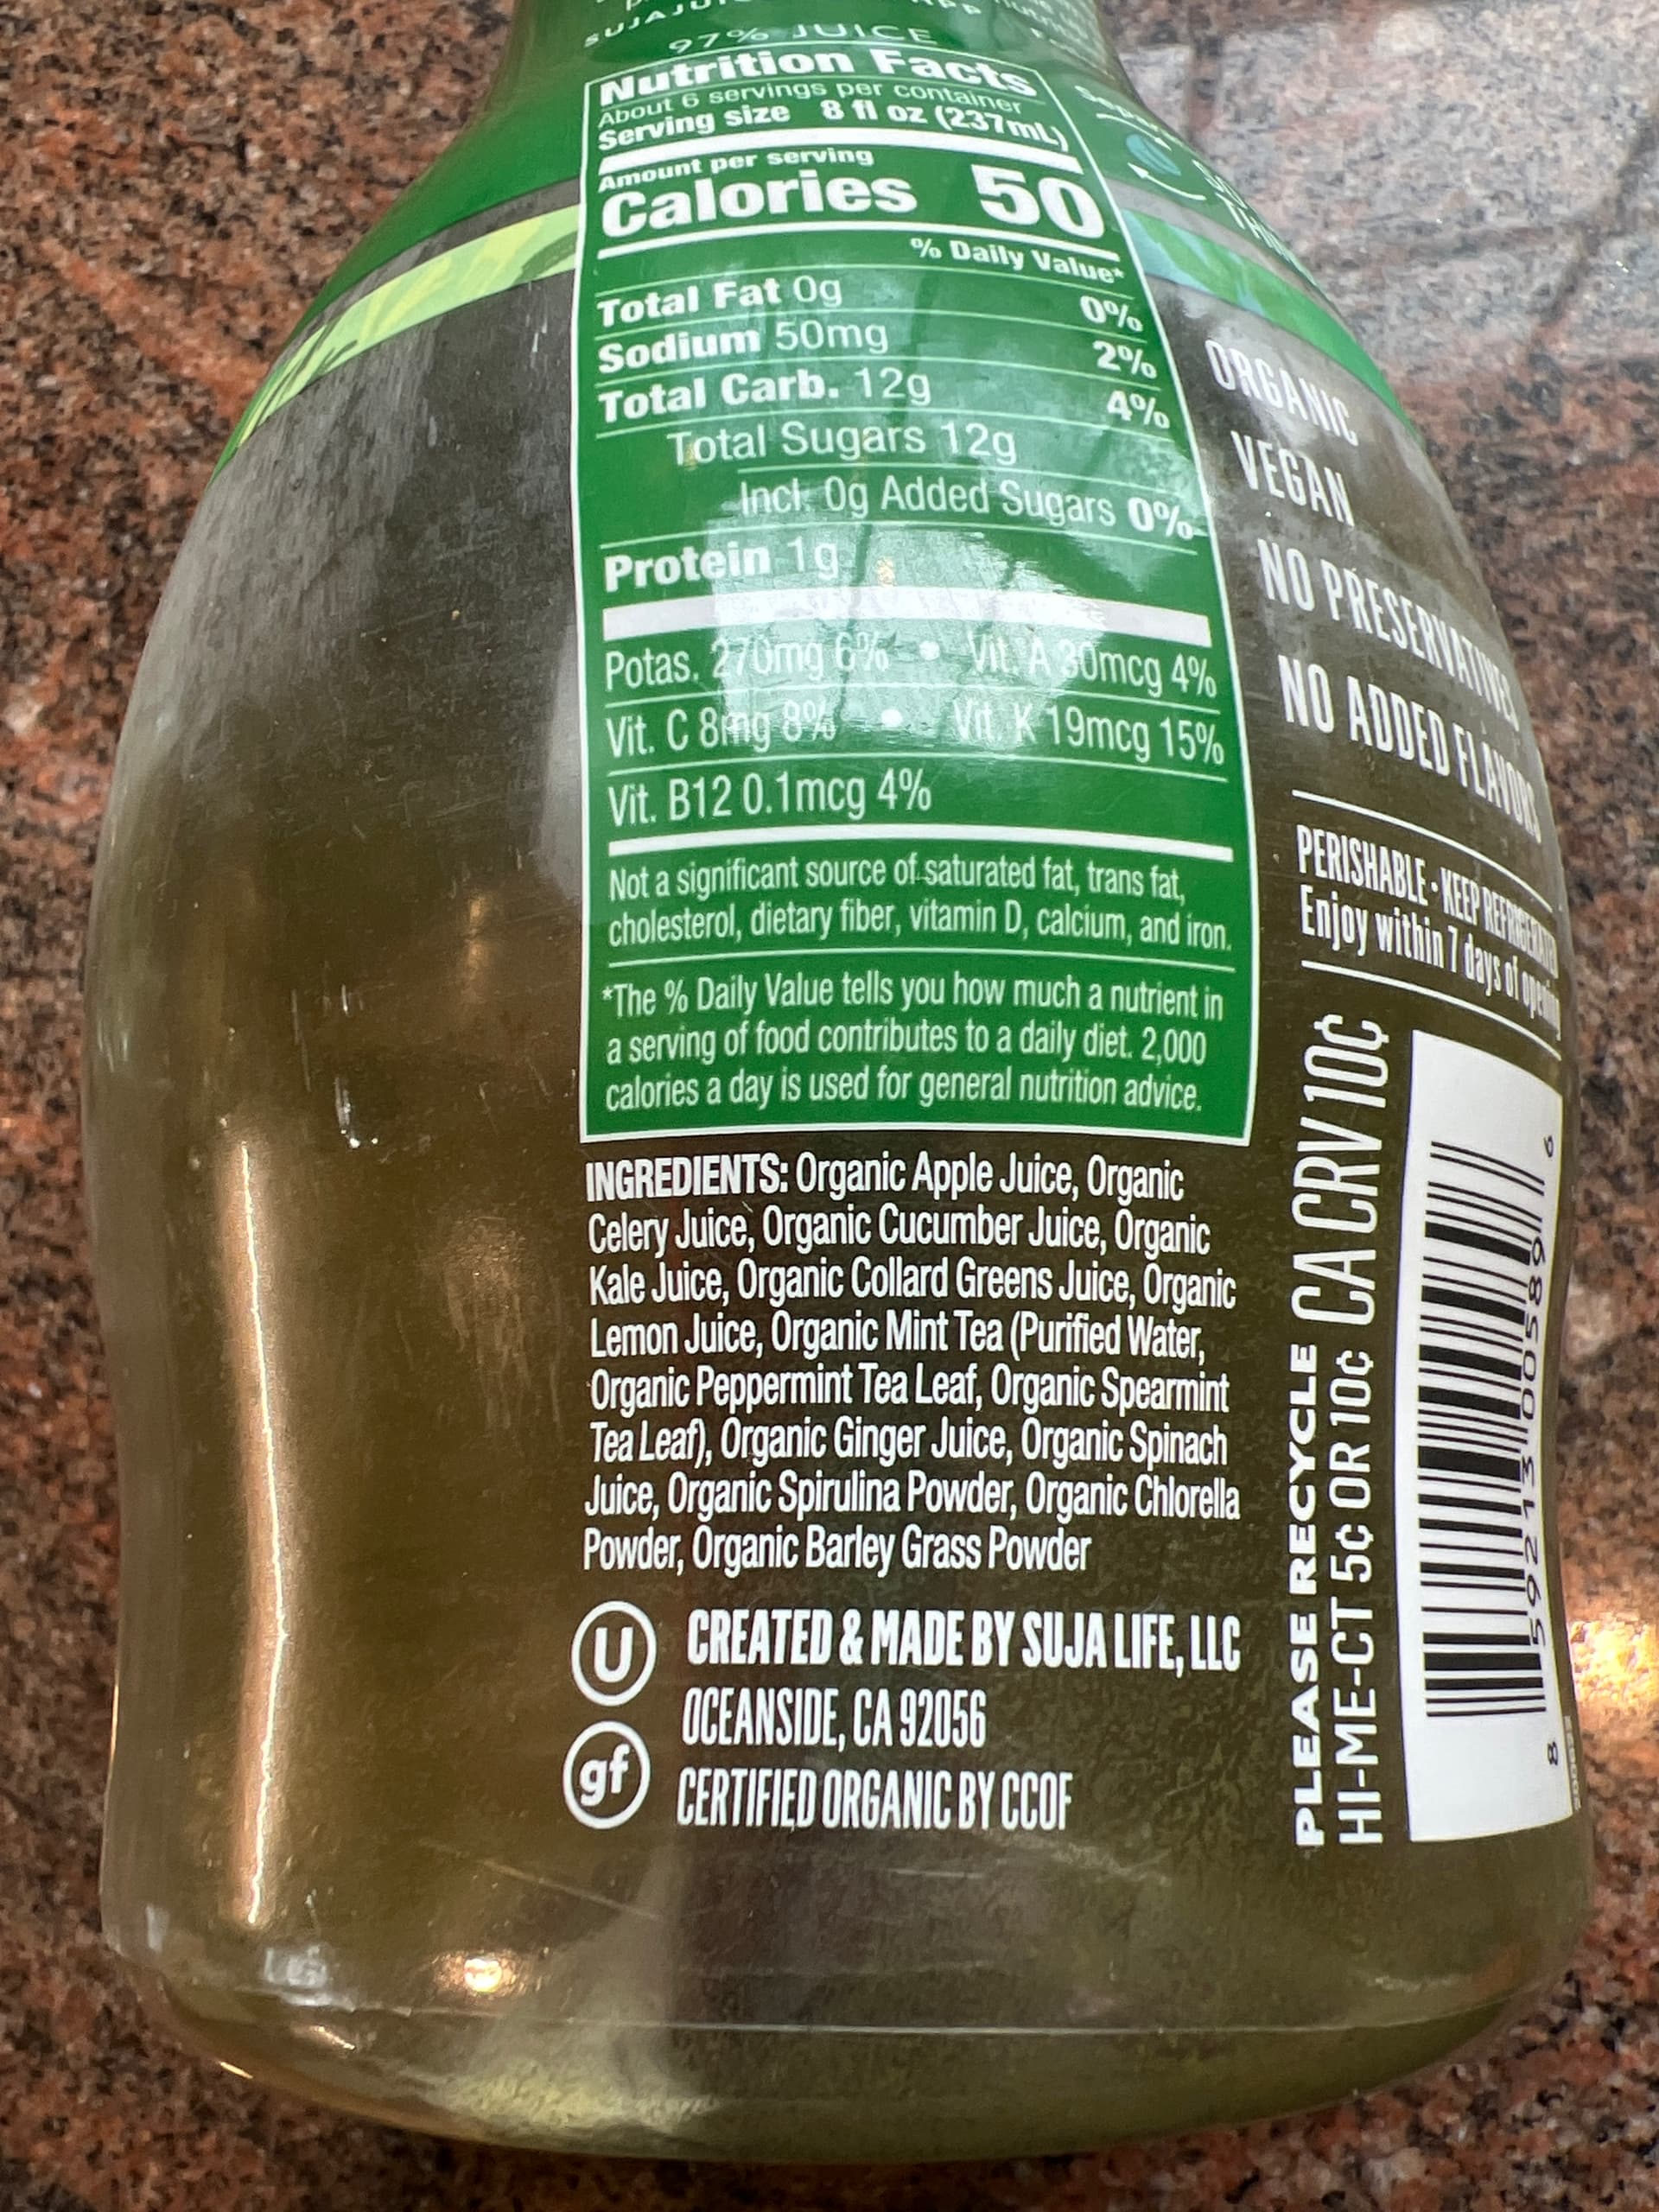 97% JUICE
Nutrition Facts
About 6 servings per container
Serving size 8 fl oz (237mL)
Amount per serving
Calories 50
% Daily Value*
Total Fat 0g 0%
Sodium 50mg 2%
Total Carb. 12g 4%
Total Sugars 12g
Incl. 0g Added Sugars 0%
Protein 1g
Potas. 270mg 6% • Vit. A 30mcg 4%
Vit. C 8mg 8% • Vit. K 19mcg 15%
Vit. B12 0.1mcg 4%
Not a significant source of saturated fat, trans fat,
cholesterol, dietary fiber, vitamin D, calcium, and iron.
*The % Daily Value tells you how much a nutrient in
a serving of food contributes to a daily diet. 2,000
calories a day is used for general nutrition advice.
INGREDIENTS: Organic Apple Juice, Organic
Celery Juice, Organic Cucumber Juice, Organic
Kale Juice, Organic Collard Greens Juice, Organic
Lemon Juice, Organic Mint Tea (Purified Water,
Organic Peppermint Tea Leaf, Organic Spearmint
Tea Leaf), Organic Ginger Juice, Organic Spinach
Juice, Organic Spirulina Powder, Organic Chlorella
Powder, Organic Barley Grass Powder
U
gf
CREATED & MADE BY SUJA LIFE, LLC
OCEANSIDE, CA 92056
CERTIFIED ORGANIC BY CCOF
ORGANIC
VEGAN
NO PRESERVATIVES
NO ADDED FLAVORS
PERISHABLE • KEEP REFRIGERATED
Enjoy within 7 days of opening
PLEASE RECYCLE
HI-ME-CT 5¢ OR 10¢ CA CRV 10¢
8 59213 00589 6